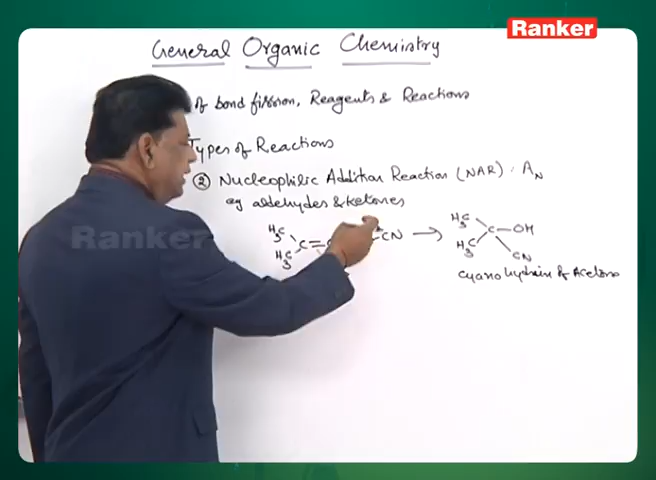 Ranker
General Organic Chemistry
of bond fission, Reagents & Reactions
Types of Reactions
② Nucleophilic Addition Reaction (NAR) : AN
eg aldehydes & ketones
H3C
H3C
C=
CN →
H3C
H3C
C—OH
CN
cyanohydrin of Acetone
Ranker
Ranker